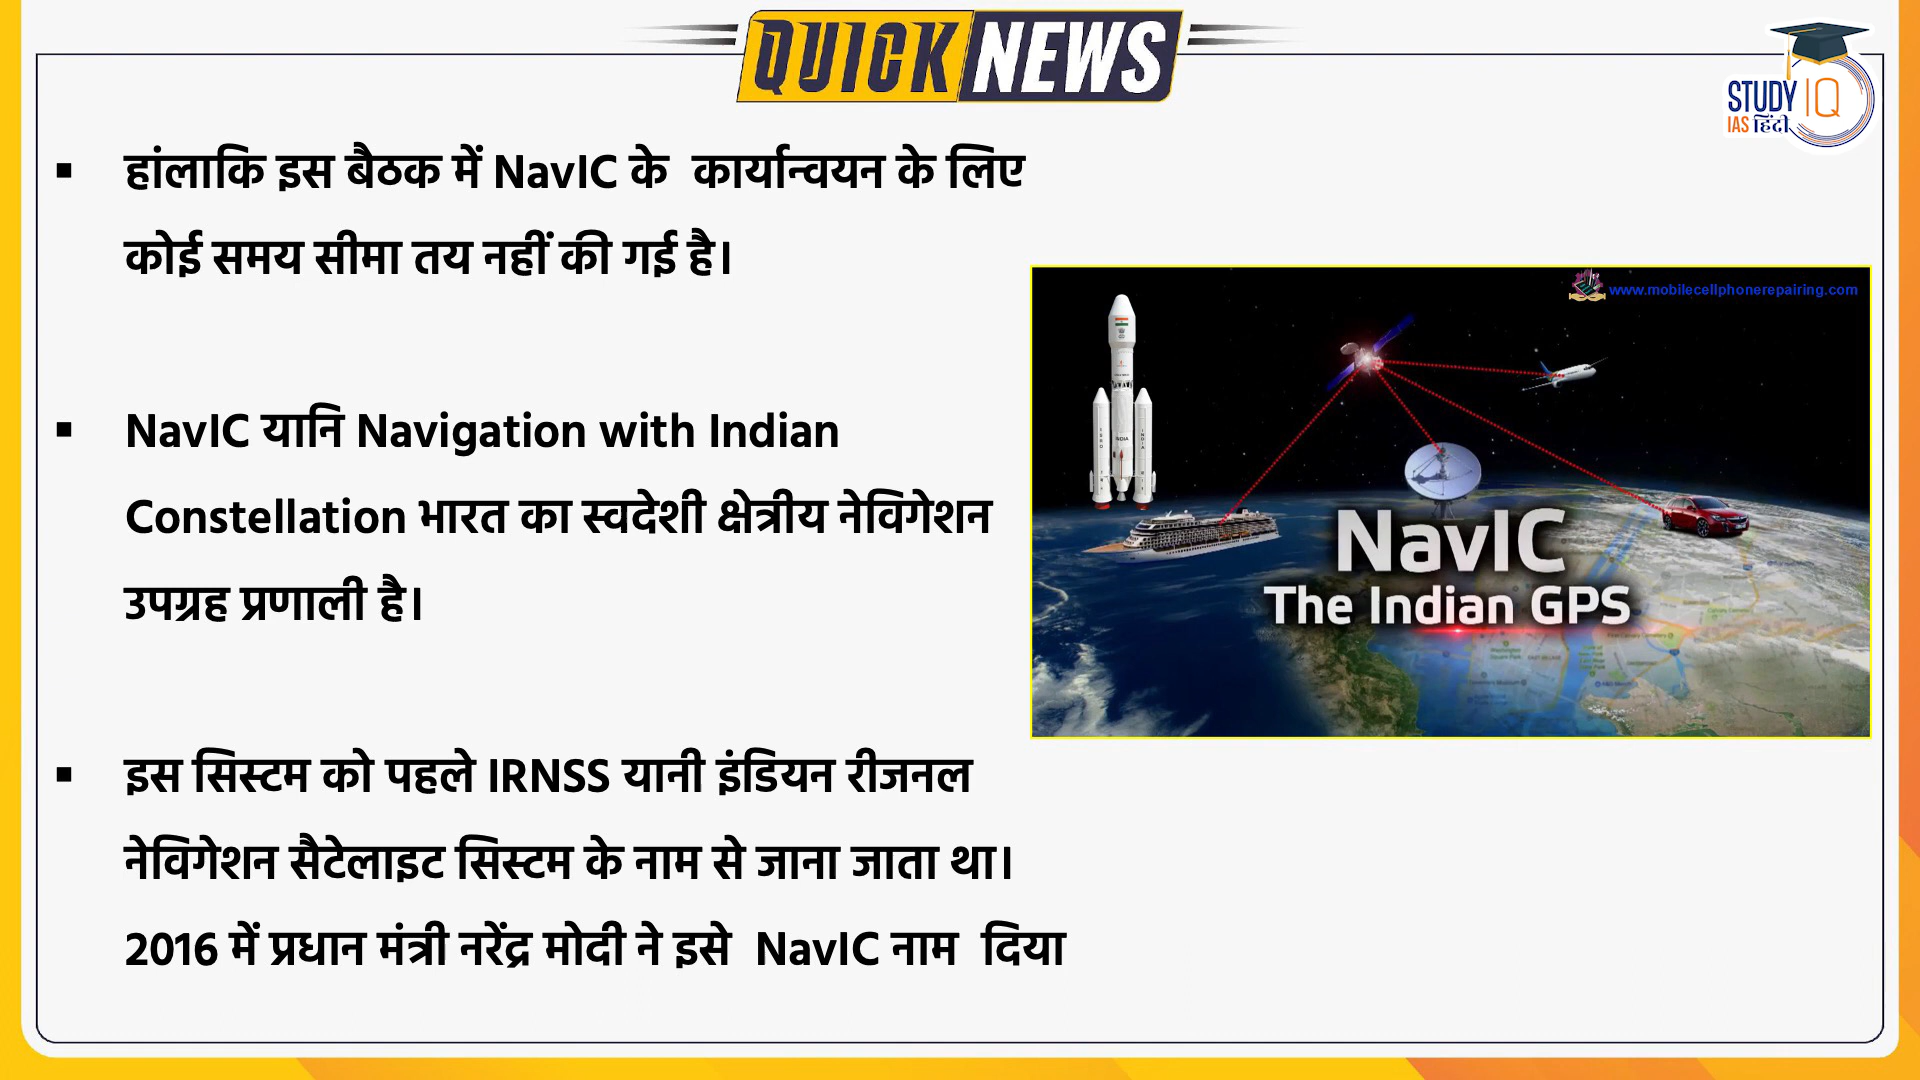 QUICK NEWS
STUDY IQ
IAS हिंदी
▪ हांलाकि इस बैठक में NavIC के कार्यान्वयन के लिए
कोई समय सीमा तय नहीं की गई है।
www.mobilecellphonerepairing.com
▪ NavIC यानि Navigation with Indian
Constellation भारत का स्वदेशी क्षेत्रीय नेविगेशन
उपग्रह प्रणाली है।
INDIA
NavIC
The Indian GPS
▪ इस सिस्टम को पहले IRNSS यानी इंडियन रीजनल
नेविगेशन सैटेलाइट सिस्टम के नाम से जाना जाता था।
2016 में प्रधान मंत्री नरेंद्र मोदी ने इसे NavIC नाम दिया